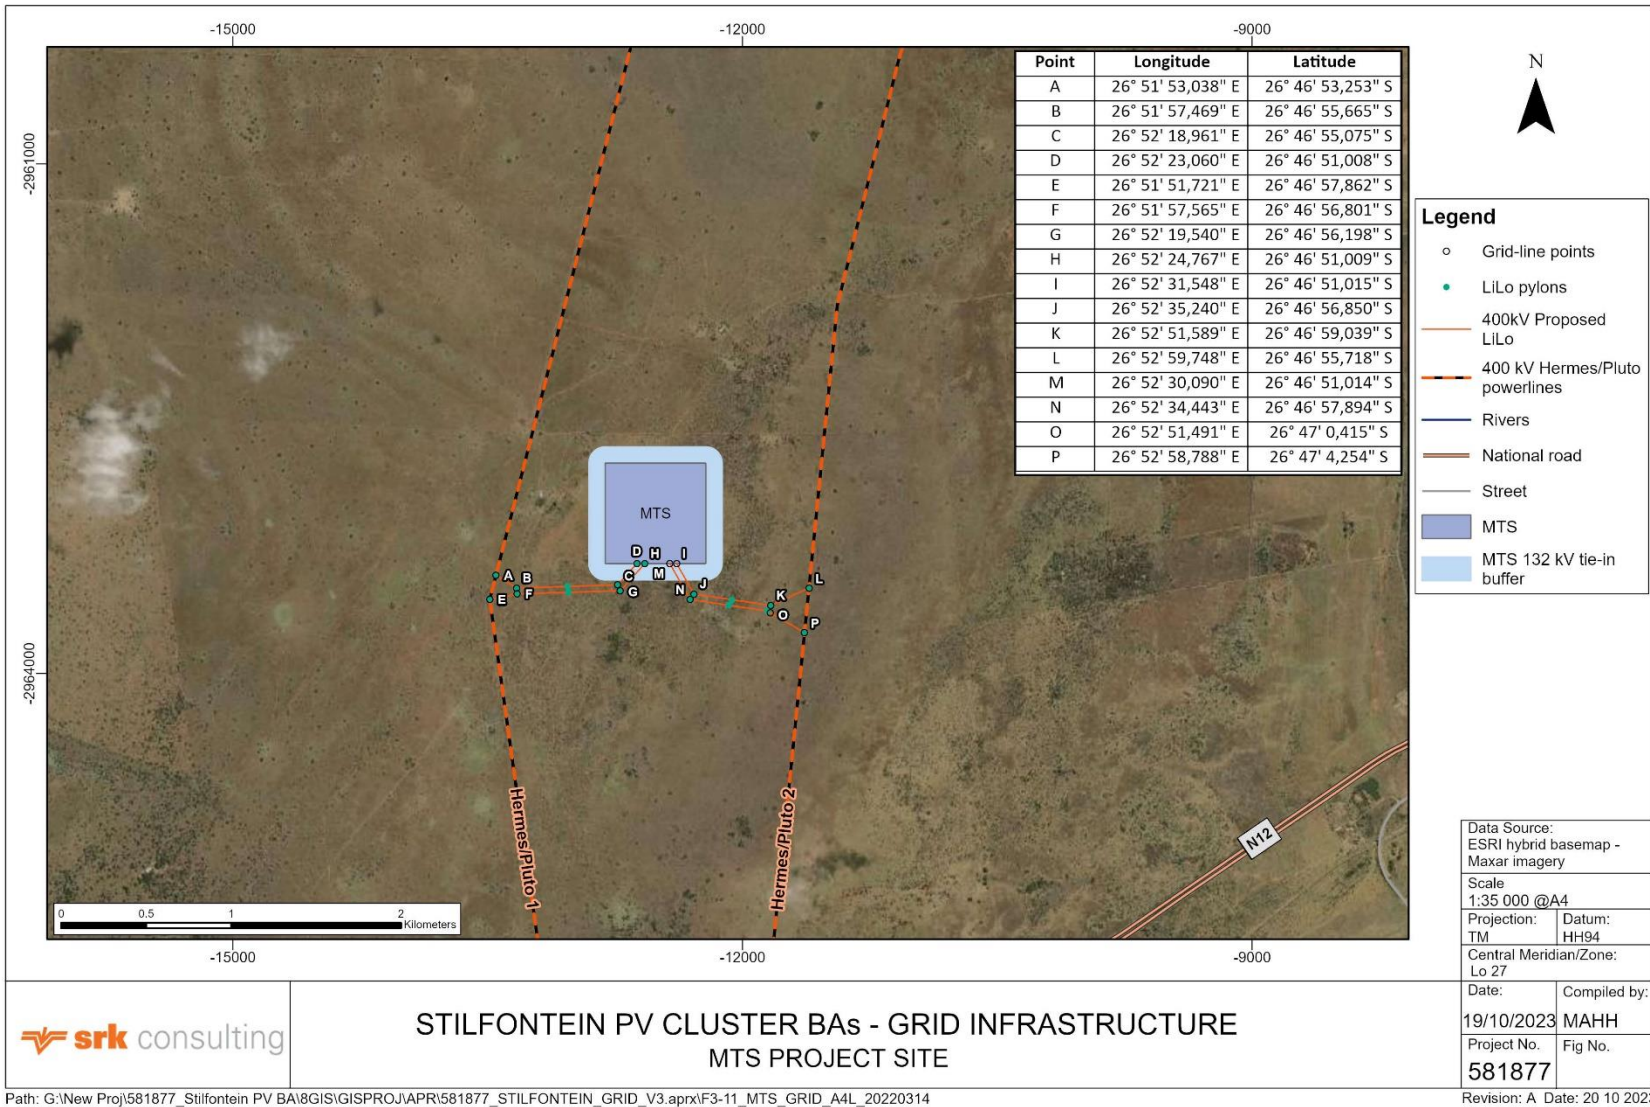 -15000 -12000 -9000
-2961000
-2964000
Point Longitude Latitude
A 26° 51' 53,038" E 26° 46' 53,253" S
B 26° 51' 57,469" E 26° 46' 55,665" S
C 26° 52' 18,961" E 26° 46' 55,075" S
D 26° 52' 23,060" E 26° 46' 51,008" S
E 26° 51' 51,721" E 26° 46' 57,862" S
F 26° 51' 57,565" E 26° 46' 56,801" S
G 26° 52' 19,540" E 26° 46' 56,198" S
H 26° 52' 24,767" E 26° 46' 51,009" S
I 26° 52' 31,548" E 26° 46' 51,015" S
J 26° 52' 35,240" E 26° 46' 56,850" S
K 26° 52' 51,589" E 26° 46' 59,039" S
L 26° 52' 59,748" E 26° 46' 55,718" S
M 26° 52' 30,090" E 26° 46' 51,014" S
N 26° 52' 34,443" E 26° 46' 57,894" S
O 26° 52' 51,491" E 26° 47' 0,415" S
P 26° 52' 58,788" E 26° 47' 4,254" S
N
Legend
Grid-line points
LiLo pylons
400kV Proposed
LiLo
400 kV Hermes/Pluto
powerlines
Rivers
National road
Street
MTS
MTS 132 kV tie-in
buffer
MTS
D H I
A B C M J L
E F G N K
O
P
Hermes/Pluto 1
Hermes/Pluto 2
N12
0 0.5 1 2
Kilometers
-15000 -12000 -9000
Data Source:
ESRI hybrid basemap -
Maxar imagery
Scale
1:35 000 @A4
Projection: Datum:
TM HH94
Central Meridian/Zone:
Lo 27
Date: Compiled by:
19/10/2023 MAHH
Project No. Fig No.
581877
srk consulting
STILFONTEIN PV CLUSTER BAs - GRID INFRASTRUCTURE
MTS PROJECT SITE
Path: G:\New Proj\581877_Stilfontein PV BA\8GIS\GISPROJ\APR\581877_STILFONTEIN_GRID_V3.aprx\F3-11_MTS_GRID_A4L_20220314
Revision: A Date: 20 10 202